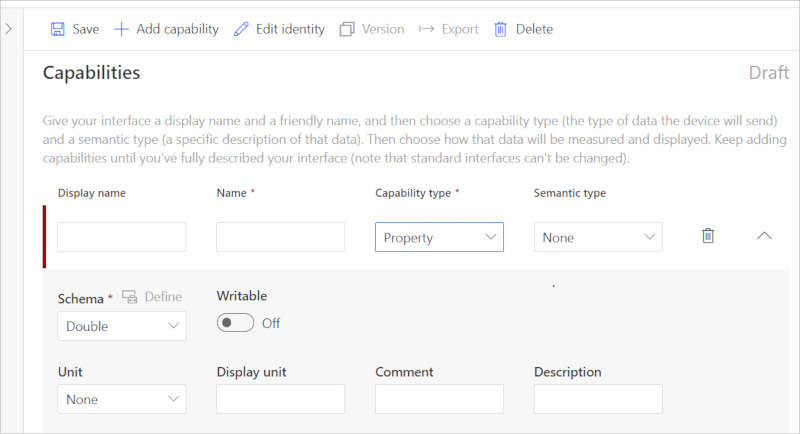 Save Add capability Edit identity Version Export Delete
Capabilities Draft
Give your interface a display name and a friendly name, and then choose a capability type (the type of data the device will send)
and a semantic type (a specific description of that data). Then choose how that data will be measured and displayed. Keep adding
capabilities until you've fully described your interface (note that standard interfaces can't be changed).
Display name Name * Capability type * Semantic type
Property None
Schema * Define Writable
Double Off
Unit Display unit Comment Description
None